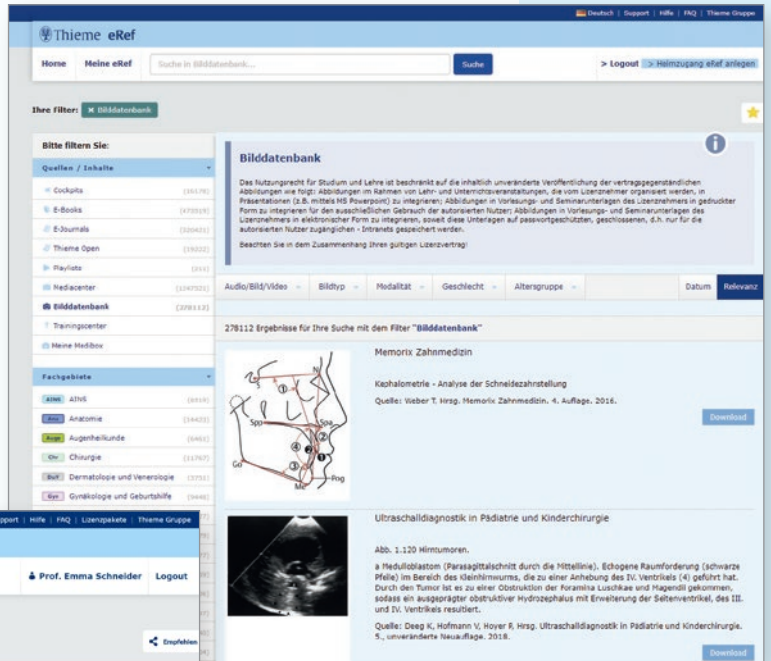 Deutsch | Support | Hilfe | FAQ | Thieme Gruppe
Thieme eRef
Home Meine eRef Suche in Bilddatenbank... Suche > Logout > Heimzugang eRef anlegen
Ihre Filter: × Bilddatenbank
Bitte filtern Sie:
Quellen / Inhalte
Cockpits
E-Books
E-Journals
Thieme Open
Playlists
Mediacenter
Bilddatenbank (278112)
Trainingscenter
Meine Medibox
Fachgebiete
AINS AINS
Ana Anatomie
Auge Augenheilkunde
Chir Chirurgie
Derm Dermatologie und Venerologie
Gyn Gynäkologie und Geburtshilfe
Bilddatenbank
Das Nutzungsrecht für Studium und Lehre ist beschränkt auf die inhaltlich unveränderte Veröffentlichung der vertragsgegenständlichen
Abbildungen wie folgt: Abbildungen im Rahmen von Lehr- und Unterrichtsveranstaltungen, die vom Lizenznehmer organisiert werden, in
Präsentationen (z.B. mittels MS Powerpoint) zu integrieren; Abbildungen in Vorlesungs- und Seminarunterlagen des Lizenznehmers in gedruckter
Form zu integrieren für den ausschließlichen Gebrauch der autorisierten Nutzer; Abbildungen in Vorlesungs- und Seminarunterlagen des
Lizenznehmers in elektronischer Form zu integrieren, soweit diese Unterlagen auf passwortgeschützten, geschlossenen, d.h. nur für die
autorisierten Nutzer zugänglichen - Intranets gespeichert werden.
Beachten Sie in dem Zusammenhang Ihren gültigen Lizenzvertrag!
Audio/Bild/Video Bildtyp Modalität Geschlecht Altersgruppe Datum Relevanz
278112 Ergebnisse für Ihre Suche mit dem Filter "Bilddatenbank"
Memorix Zahnmedizin
Kephalometrie - Analyse der Schneidezahnstellung
Quelle: Weber T, Hrsg. Memorix Zahnmedizin. 4. Auflage. 2016.
Download
S N
Spo Spa
Go Me Pog
Ultraschalldiagnostik in Pädiatrie und Kinderchirurgie
Abb. 1.120 Hirntumoren.
a Medulloblastom (Parasagittalschnitt durch die Mittellinie). Echogene Raumforderung (schwarze
Pfeile) im Bereich des Kleinhirnwurms, die zu einer Anhebung des IV. Ventrikels (4) geführt hat.
Durch den Tumor ist es zu einer Obstruktion der Foramina Luschkae und Magendii gekommen,
sodass ein ausgeprägter obstruktiver Hydrozephalus mit Erweiterung der Seitenventrikel, des III.
und IV. Ventrikels resultiert.
Quelle: Deeg K, Hofmann V, Hoyer P, Hrsg. Ultraschalldiagnostik in Pädiatrie und Kinderchirurgie.
5., unveränderte Neuauflage. 2018.
Download
pport | Hilfe | FAQ | Lizenzpakete | Thieme Gruppe
Prof. Emma Schneider Logout
Empfehlen